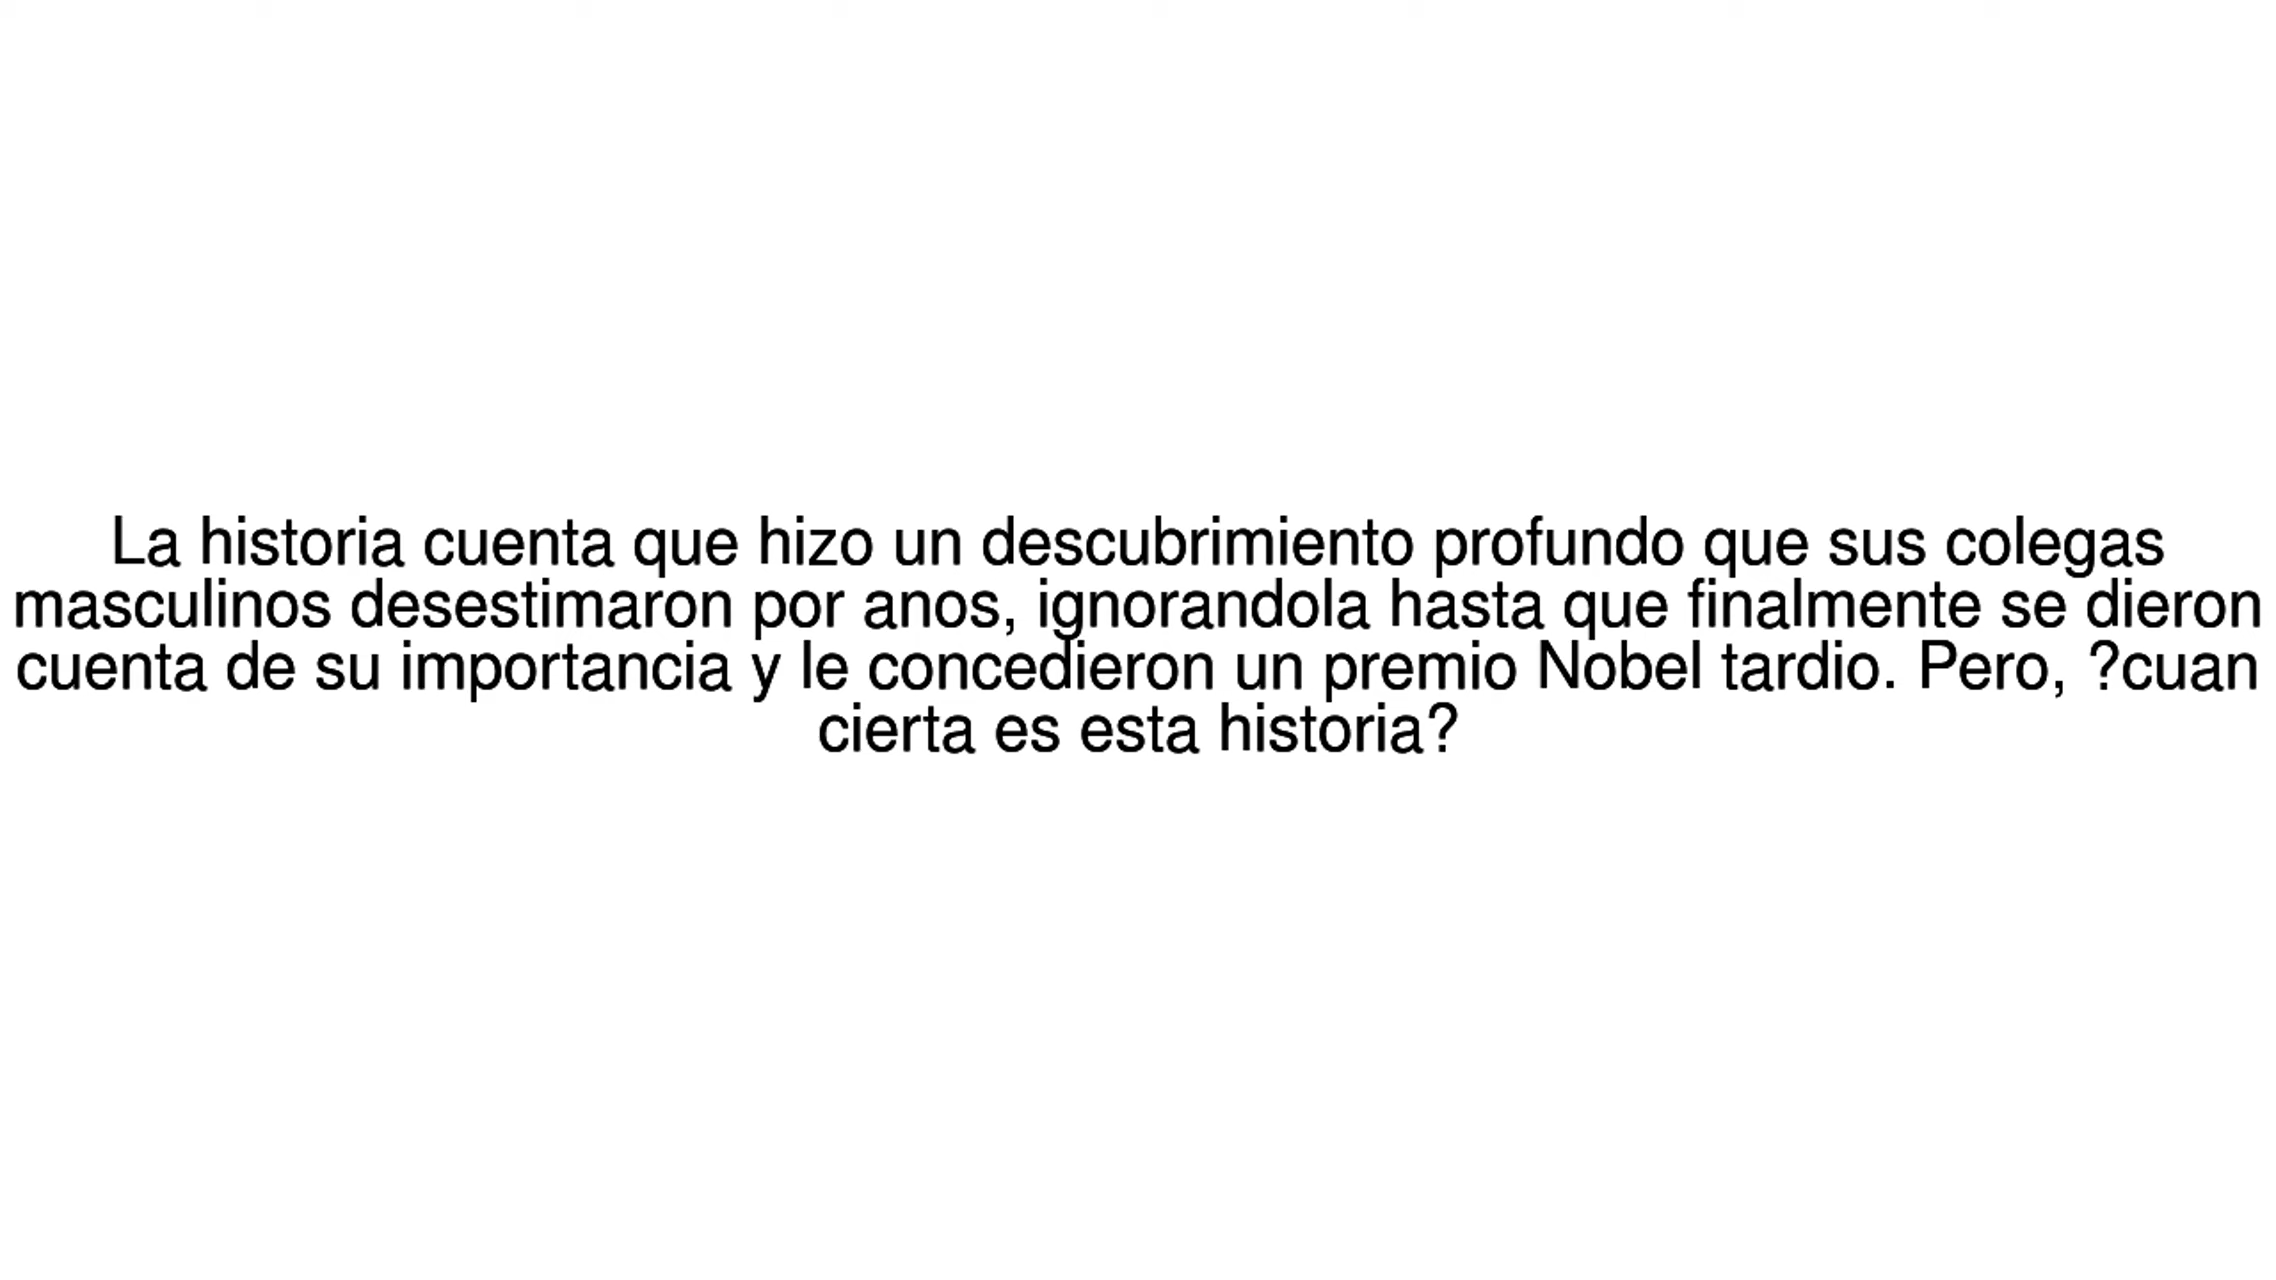 La historia cuenta que hizo un descubrimiento profundo que sus colegas
masculinos desestimaron por anos, ignorandola hasta que finalmente se dieron
cuenta de su importancia y le concedieron un premio Nobel tardio. Pero, ?cuan
cierta es esta historia?